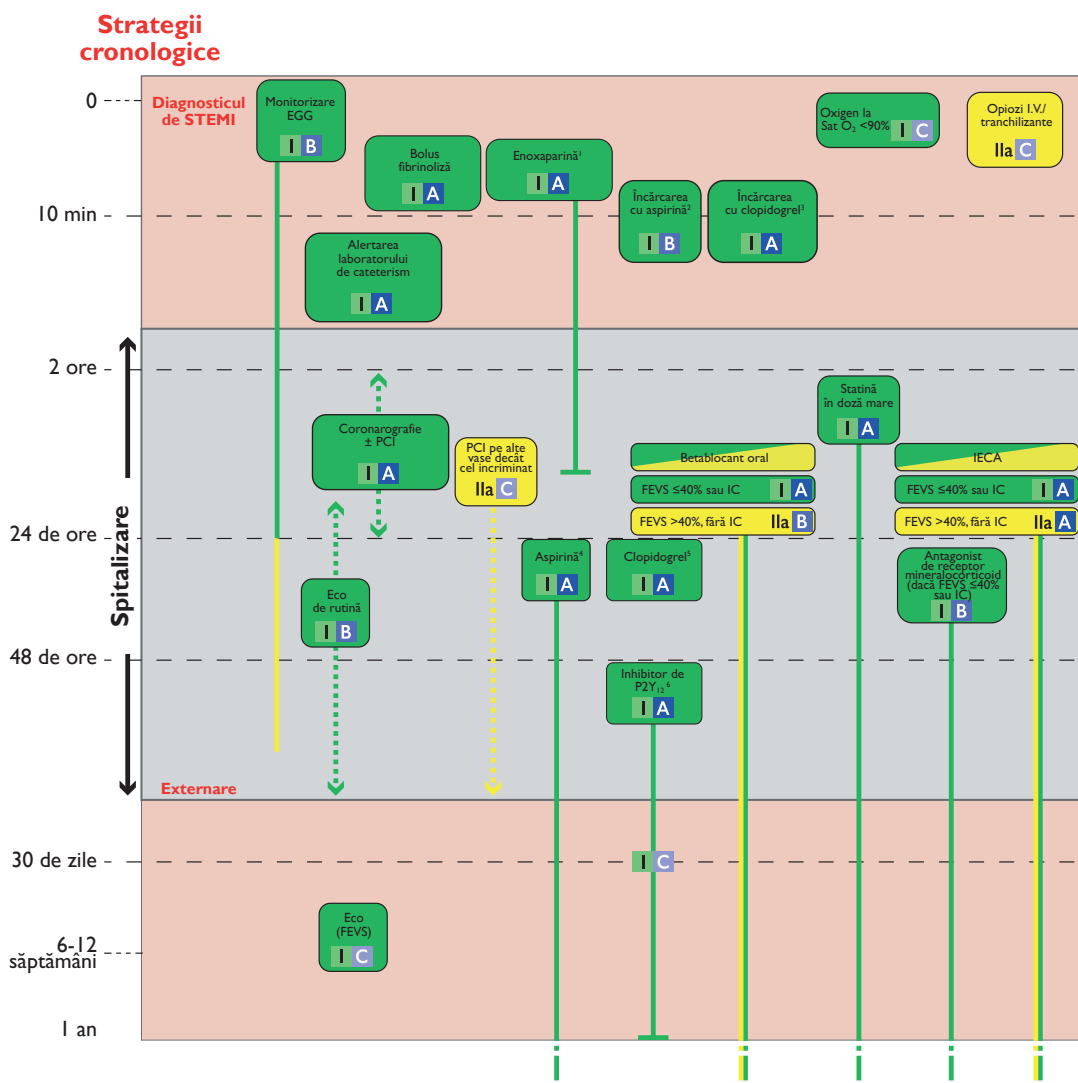 Strategii
cronologice
0
Diagnosticul
de STEMI
Monitorizare
EGG
I B
Bolus
fibrinoliză
I A
Enoxaparină¹
I A
Oxigen la
Sat O₂ <90%
I C
Opiozi I.V./
tranchilizante
IIa C
10 min
Încărcarea
cu aspirină²
I B
Încărcarea
cu clopidogrel³
I A
Alertarea
laboratorului
de cateterism
I A
Spitalizare
2 ore
Statină
în doză mare
I A
Coronarografie
± PCI
I A
PCI pe alte
vase decât
cel incriminat
IIa C
Betablocant oral
FEVS ≤40% sau IC I A
FEVS >40%, fără IC IIa B
IECA
FEVS ≤40% sau IC I A
FEVS >40%, fără IC IIa A
24 de ore
Aspirină⁴
I A
Clopidogrel⁵
I A
Antagonist
de receptor
mineralocorticoid
(dacă FEVS ≤40%
sau IC)
I B
Eco
de rutină
I B
48 de ore
Inhibitor de
P2Y₁₂⁶
I A
Externare
30 de zile
I C
Eco
(FEVS)
I C
6-12
săptămâni
1 an